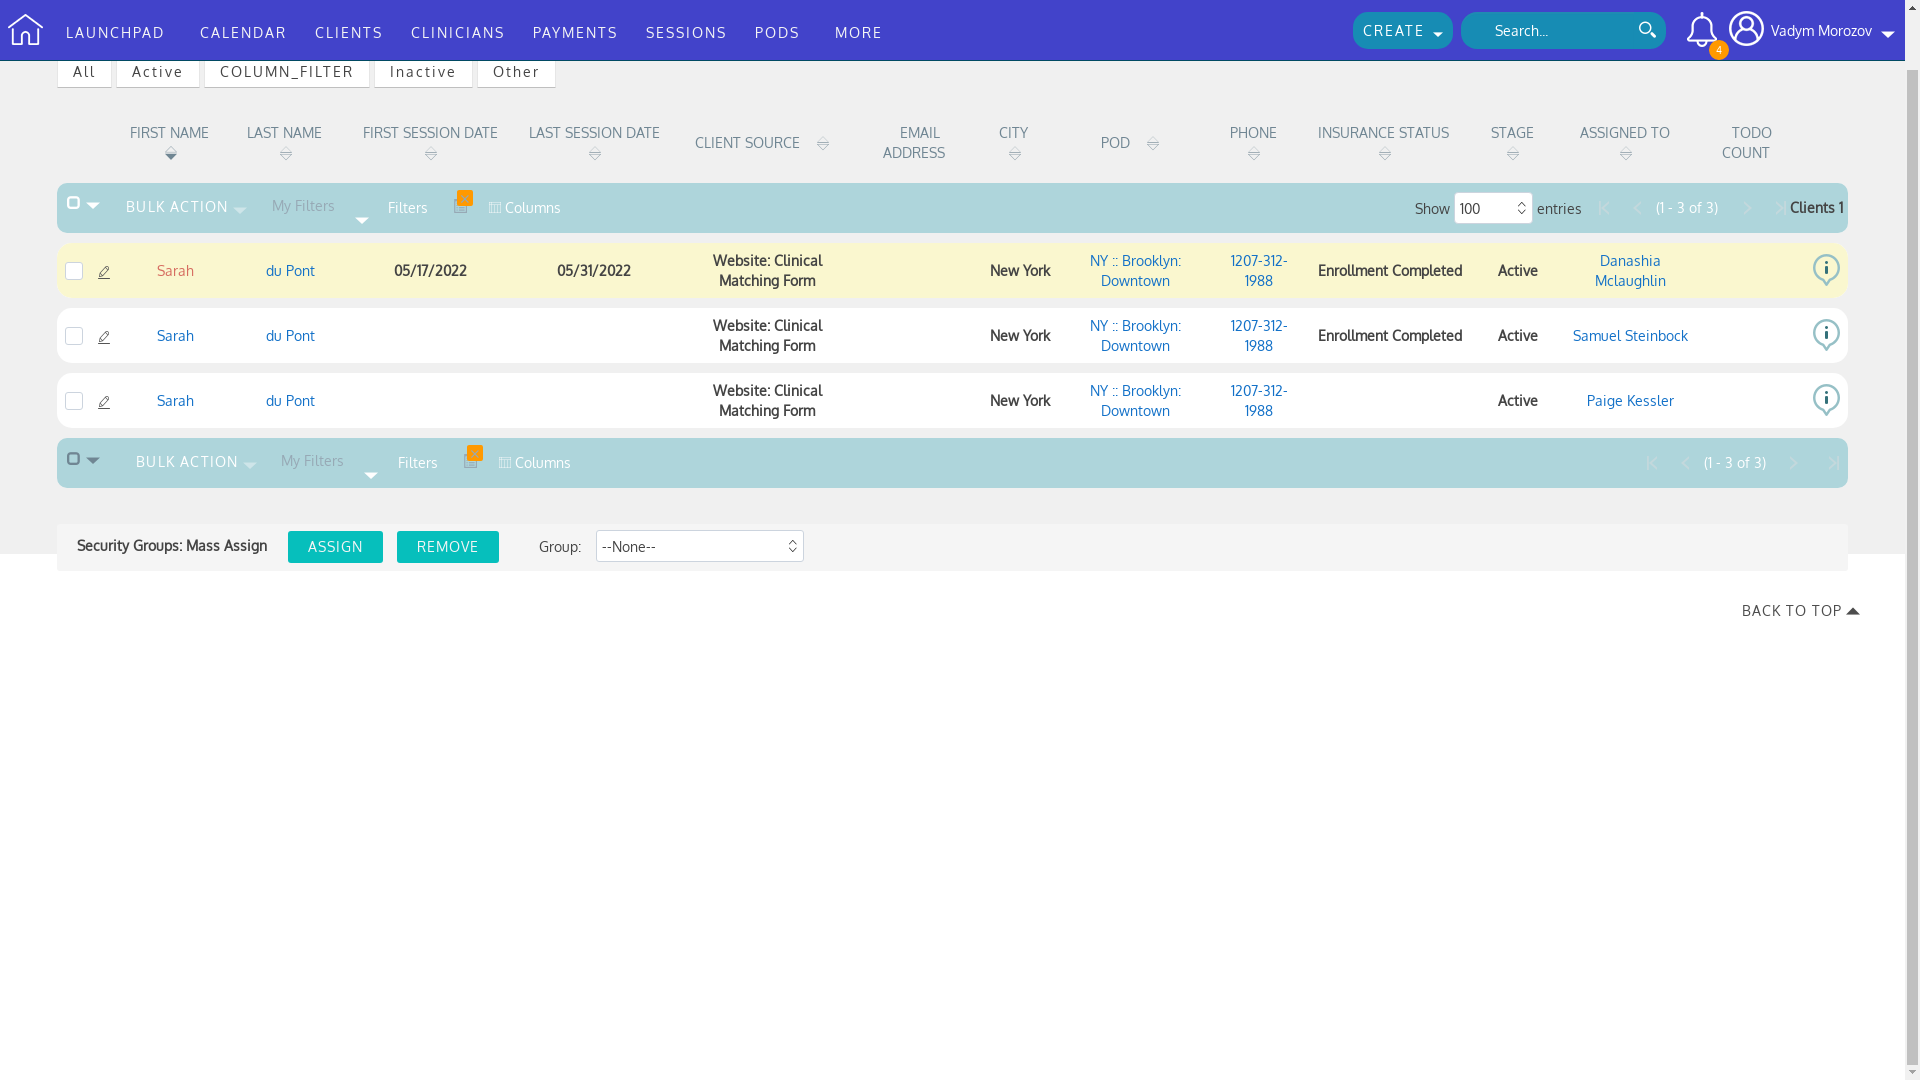 LAUNCHPAD CALENDAR CLIENTS CLINICIANS PAYMENTS SESSIONS PODS MORE CREATE Search... 4 Vadym Morozov
All Active COLUMN_FILTER Inactive Other
FIRST NAME LAST NAME FIRST SESSION DATE LAST SESSION DATE CLIENT SOURCE EMAIL ADDRESS CITY POD PHONE INSURANCE STATUS STAGE ASSIGNED TO TODO COUNT
BULK ACTION My Filters Filters Columns Show 100 entries (1 - 3 of 3) Clients 1
Sarah du Pont 05/17/2022 05/31/2022 Website: Clinical Matching Form New York NY :: Brooklyn: Downtown 1207-312-1988 Enrollment Completed Active Danashia Mclaughlin
Sarah du Pont Website: Clinical Matching Form New York NY :: Brooklyn: Downtown 1207-312-1988 Enrollment Completed Active Samuel Steinbock
Sarah du Pont Website: Clinical Matching Form New York NY :: Brooklyn: Downtown 1207-312-1988 Active Paige Kessler
BULK ACTION My Filters Filters Columns (1 - 3 of 3)
Security Groups: Mass Assign ASSIGN REMOVE Group: --None--
BACK TO TOP